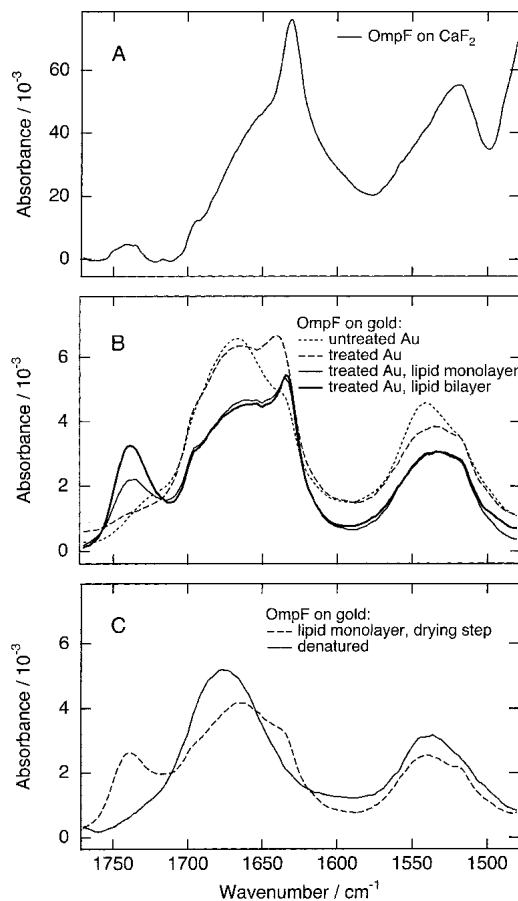 A
OmpF on CaF₂
Absorbance / 10⁻³
60
40
20
0
B
OmpF on gold:
untreated Au
treated Au
treated Au, lipid monolayer
treated Au, lipid bilayer
Absorbance / 10⁻³
6
4
2
0
C
OmpF on gold:
lipid monolayer, drying step
denatured
Absorbance / 10⁻³
6
4
2
0
1750 1700 1650 1600 1550 1500
Wavenumber / cm⁻¹